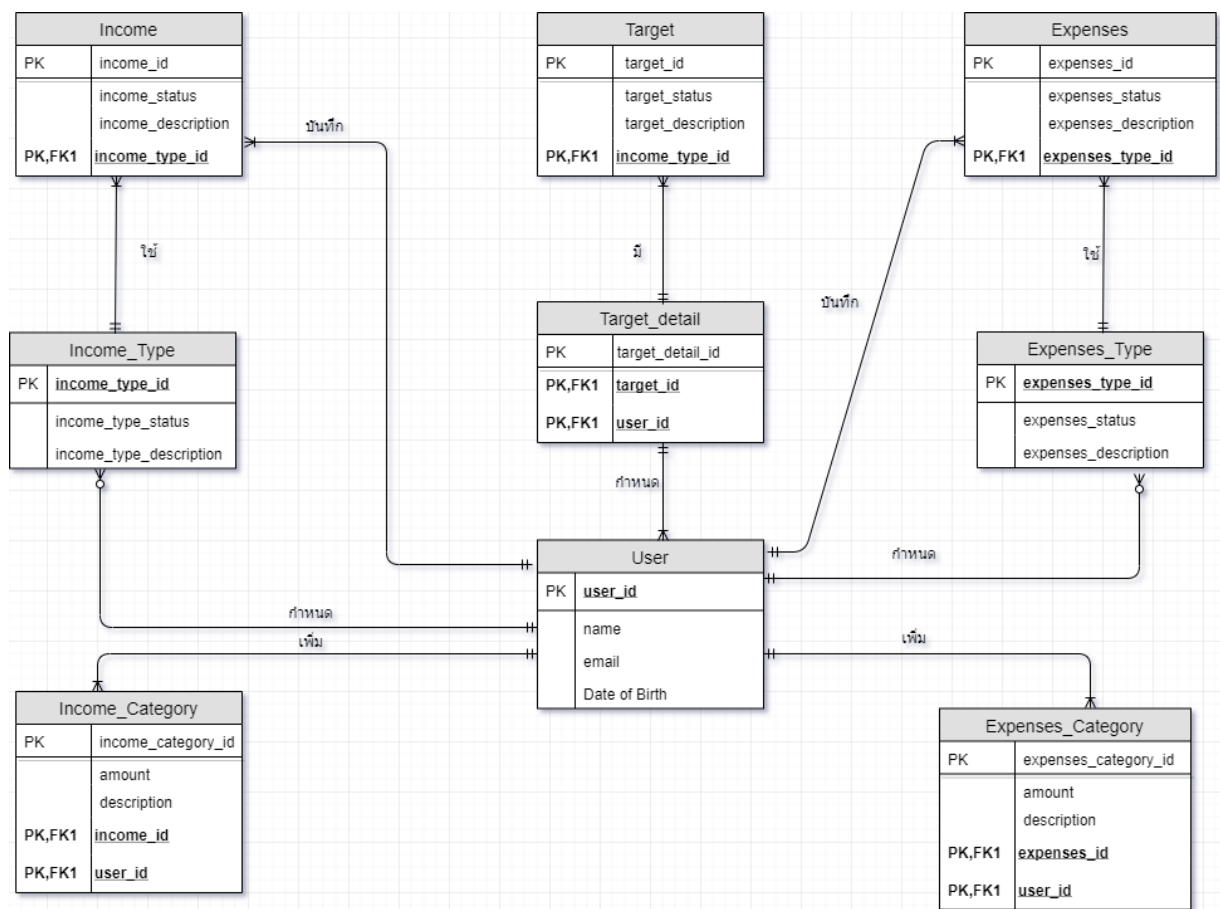 Income
PK income_id
income_status
income_description
PK,FK1 income_type_id
Target
PK target_id
target_status
target_description
PK,FK1 income_type_id
Expenses
PK expenses_id
expenses_status
expenses_description
PK,FK1 expenses_type_id
บันทึก
ใช้
มี
บันทึก
ใช้
Income_Type
PK income_type_id
income_type_status
income_type_description
Target_detail
PK target_detail_id
PK,FK1 target_id
PK,FK1 user_id
Expenses_Type
PK expenses_type_id
expenses_status
expenses_description
กำหนด
กำหนด
กำหนด
เพิ่ม
เพิ่ม
User
PK user_id
name
email
Date of Birth
Income_Category
PK income_category_id
amount
description
PK,FK1 income_id
PK,FK1 user_id
Expenses_Category
PK expenses_category_id
amount
description
PK,FK1 expenses_id
PK,FK1 user_id